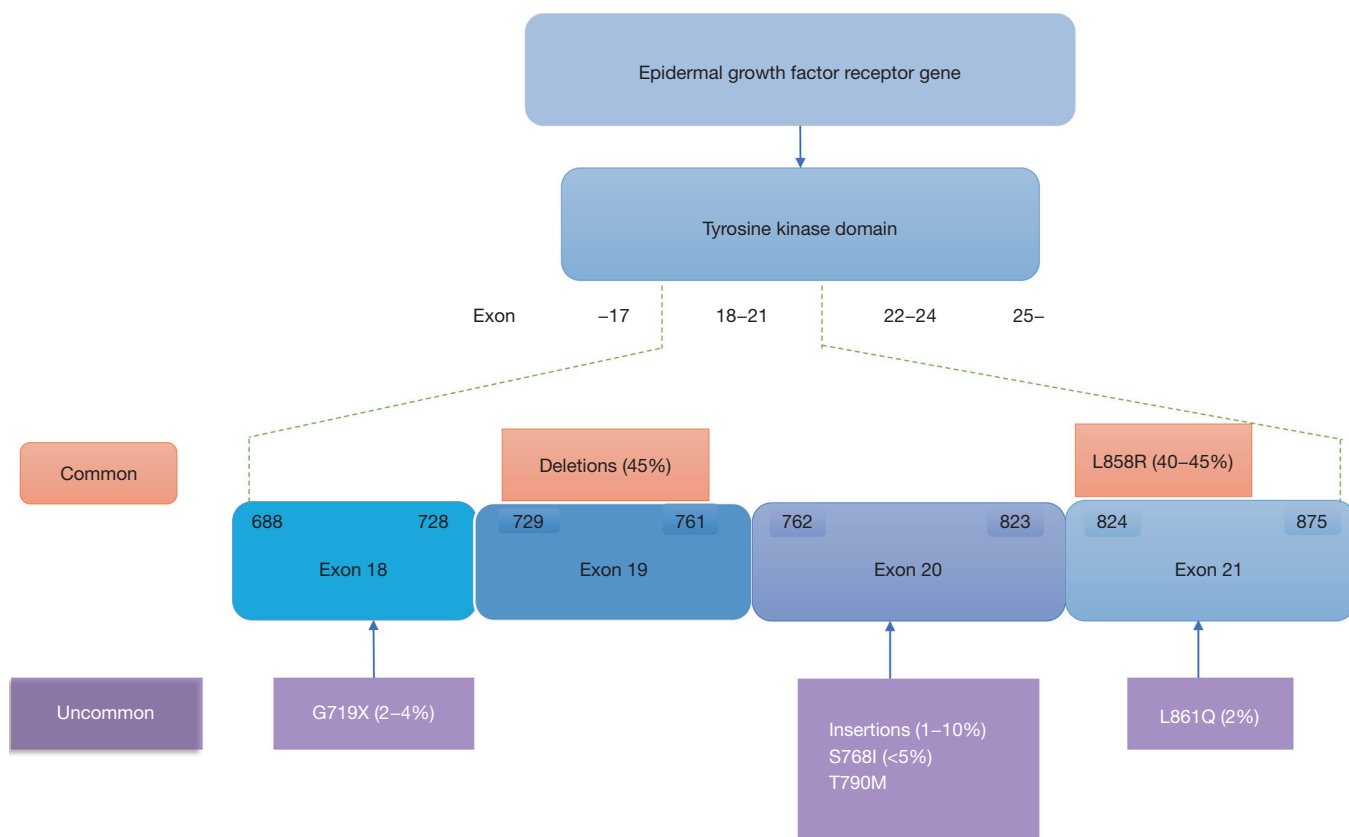 Epidermal growth factor receptor gene
Tyrosine kinase domain
Exon −17 18−21 22−24 25−
Common
Deletions (45%)
L858R (40−45%)
688 728 729 761 762 823 824 875
Exon 18 Exon 19 Exon 20 Exon 21
Uncommon
G719X (2−4%)
Insertions (1−10%)
S768I (<5%)
T790M
L861Q (2%)